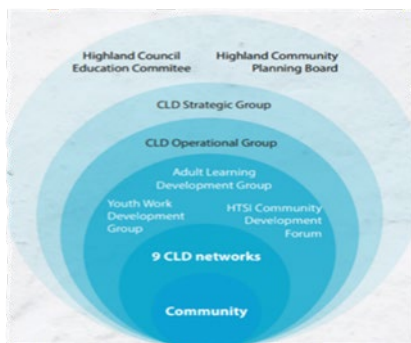 Highland Council
Education Commitee
Highland Community
Planning Board
CLD Strategic Group
CLD Operational Group
Adult Learning
Development Group
Youth Work
Development
Group
HTSI Community
Development
Forum
9 CLD networks
Community